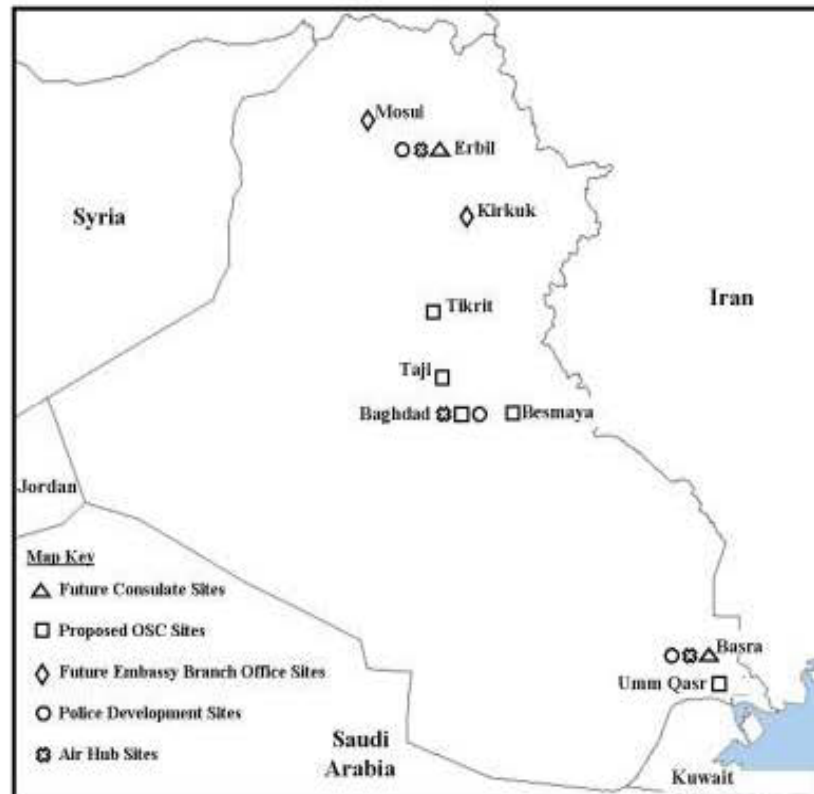 Mosul
Erbil
Syria
Kirkuk
Iran
Tikrit
Taji
Baghdad
Besmaya
Jordan
Map Key
Future Consulate Sites
Proposed OSC Sites
Future Embassy Branch Office Sites
Police Development Sites
Air Hub Sites
Basra
Umm Qasr
Saudi
Arabia
Kuwait